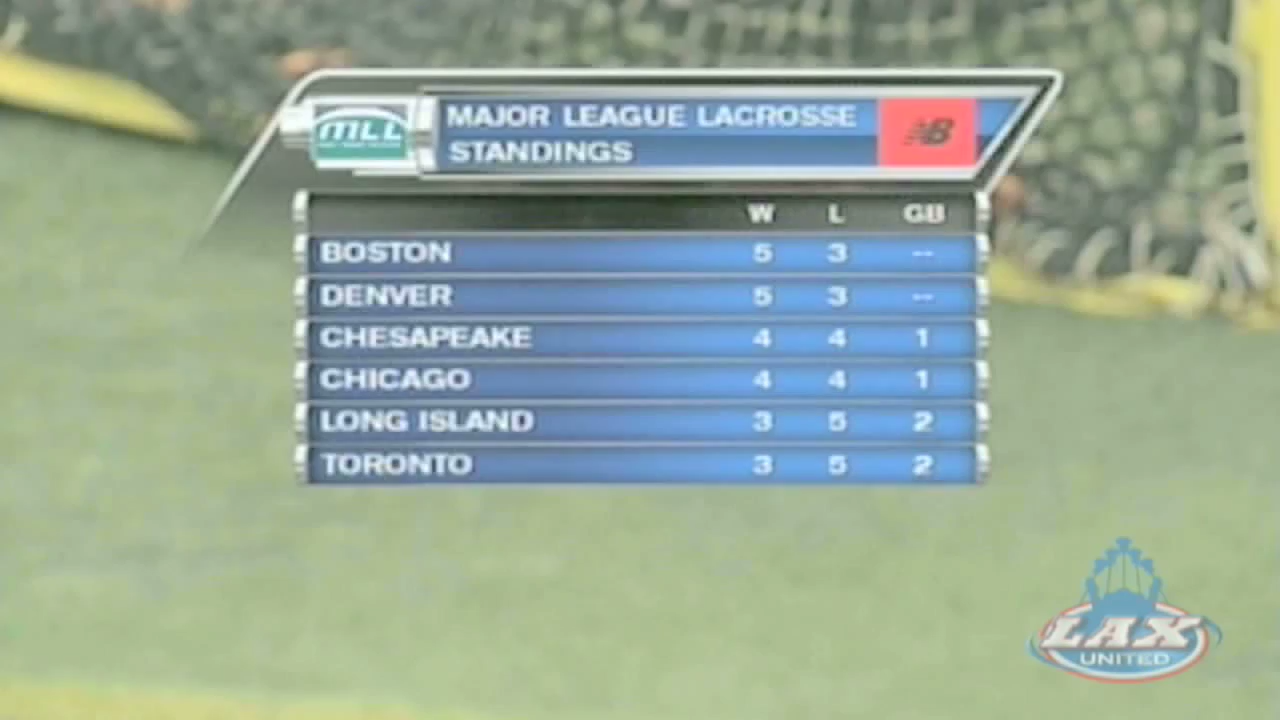 MLL
MAJOR LEAGUE LACROSSE
STANDINGS
NB
W L GB
BOSTON 5 3 --
DENVER 5 3 --
CHESAPEAKE 4 4 1
CHICAGO 4 4 1
LONG ISLAND 3 5 2
TORONTO 3 5 2
LAX
UNITED